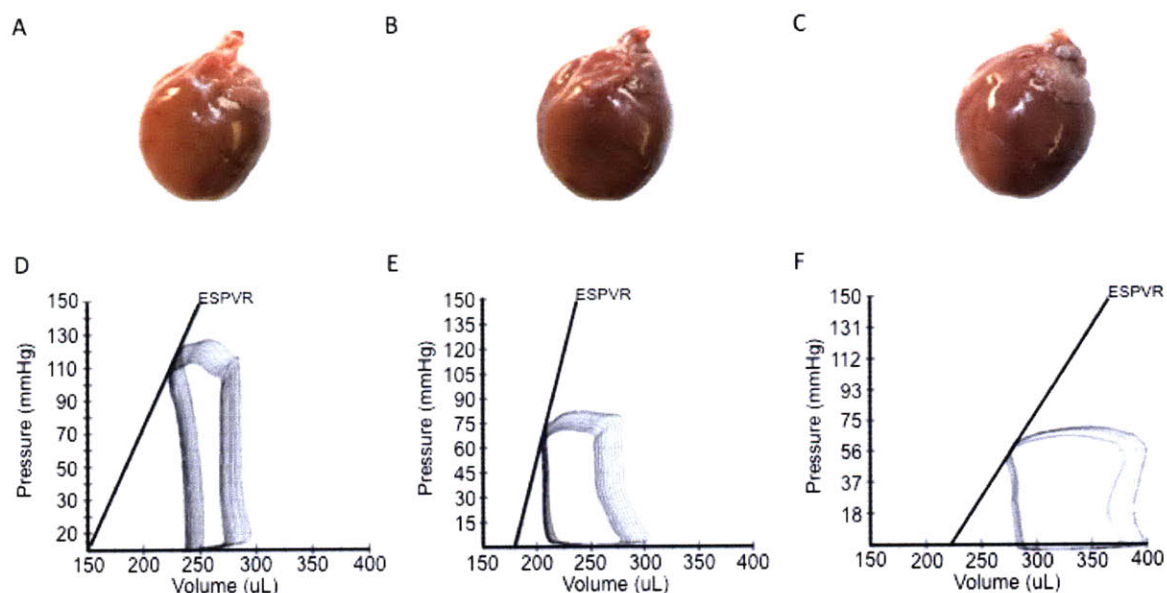 A
B
C
D
ESPVR
150
130
110
90
70
50
30
20
Pressure (mmHg)
150 200 250 300 350 400
Volume (uL)
E
ESPVR
150
135
120
105
90
75
60
45
30
15
Pressure (mmHg)
150 200 250 300 350 400
Volume (uL)
F
ESPVR
150
131
112
93
75
56
37
18
Pressure (mmHg)
150 200 250 300 350 400
Volume (uL)